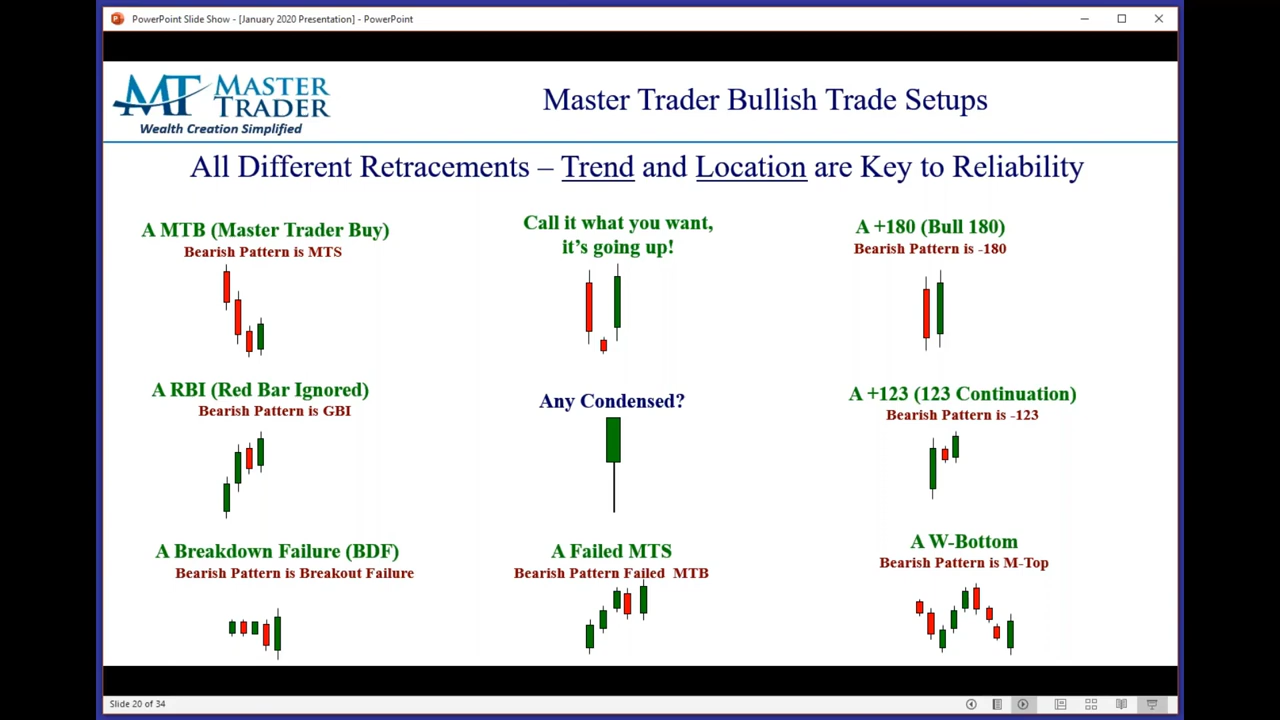 PowerPoint Slide Show - [January 2020 Presentation] - PowerPoint
MT MASTER
TRADER
Wealth Creation Simplified
Master Trader Bullish Trade Setups
All Different Retracements – Trend and Location are Key to Reliability
A MTB (Master Trader Buy)
Bearish Pattern is MTS
Call it what you want,
it's going up!
A +180 (Bull 180)
Bearish Pattern is -180
A RBI (Red Bar Ignored)
Bearish Pattern is GBI
Any Condensed?
A +123 (123 Continuation)
Bearish Pattern is -123
A Breakdown Failure (BDF)
Bearish Pattern is Breakout Failure
A Failed MTS
Bearish Pattern Failed MTB
A W-Bottom
Bearish Pattern is M-Top
Slide 20 of 34